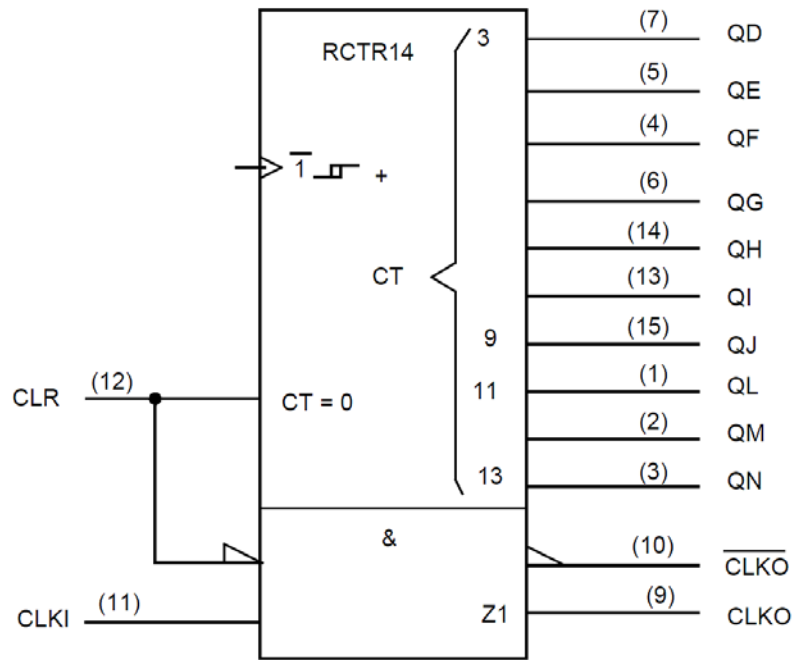 RCTR14
3
(7) QD
(5) QE
(4) QF
1̅ +
(6) QG
(14) QH
CT
(13) QI
9
(15) QJ
CLR (12)
CT = 0
11
(1) QL
(2) QM
13
(3) QN
&
(10) C̅L̅K̅O̅
CLKI (11)
Z1
(9) CLKO